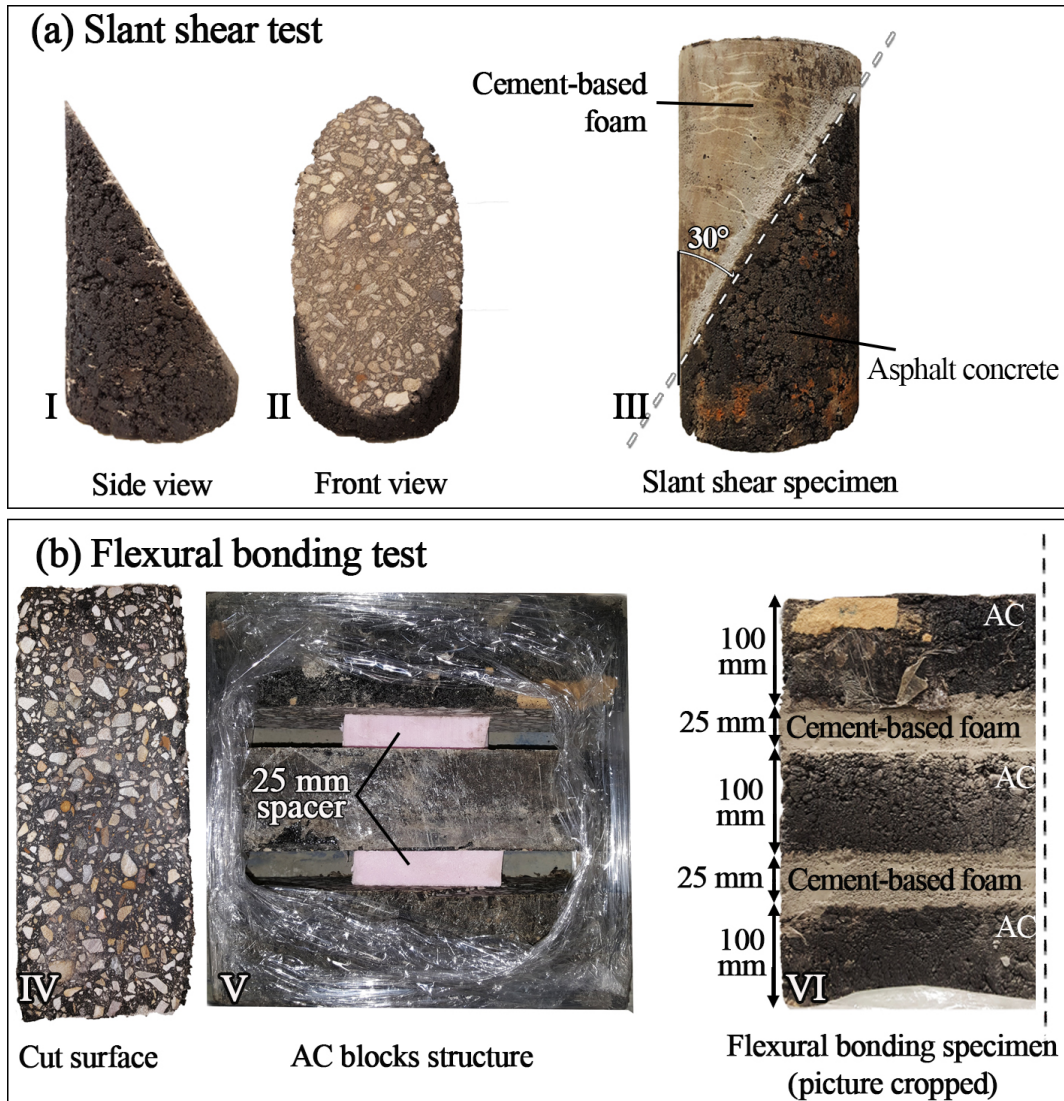 (a) Slant shear test
Cement-based
foam
30°
Asphalt concrete
I
II
III
Side view
Front view
Slant shear specimen
(b) Flexural bonding test
AC
100
mm
25 mm
Cement-based foam
25 mm
spacer
AC
100
mm
25 mm
Cement-based foam
AC
100
mm
IV
V
VI
Cut surface
AC blocks structure
Flexural bonding specimen
(picture cropped)